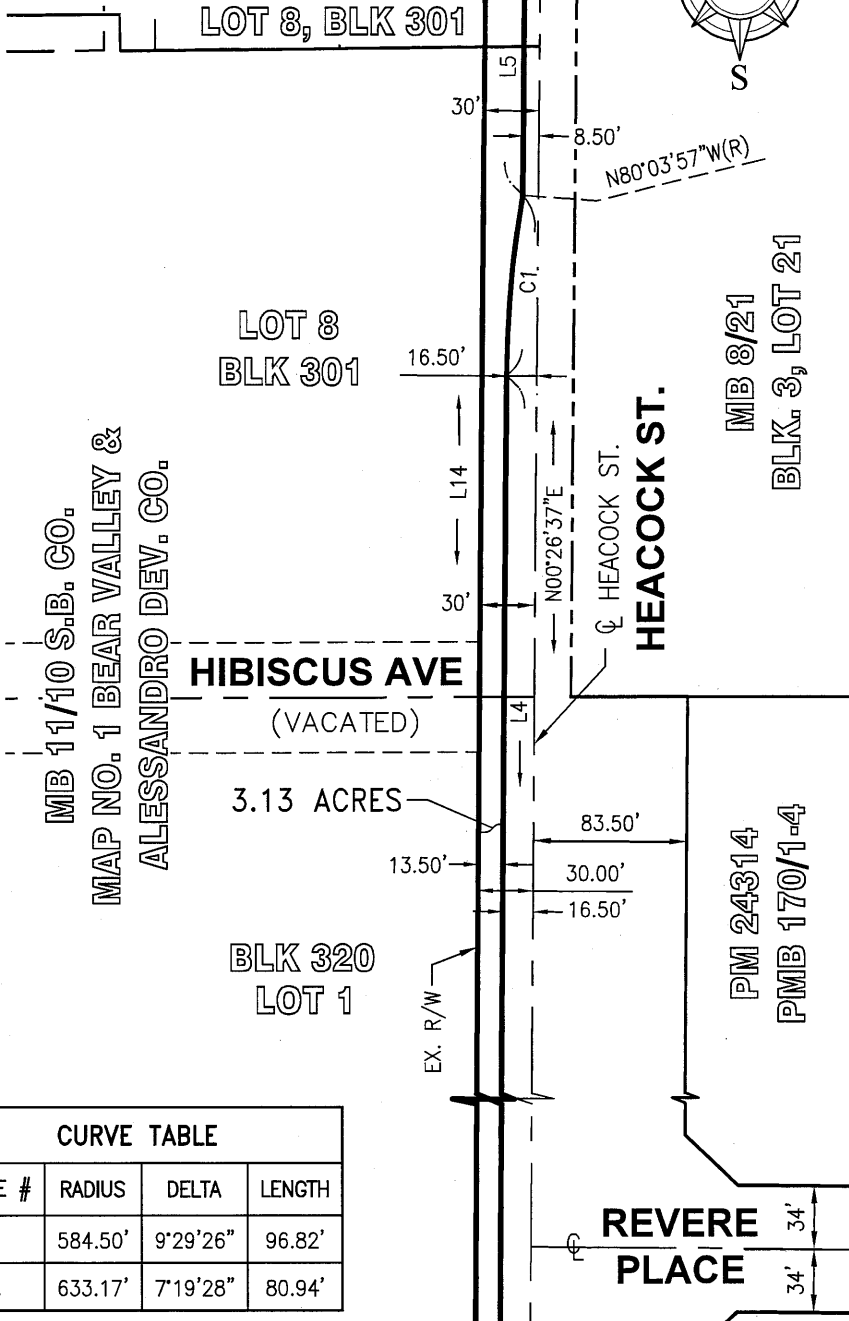 LOT 8, BLK 301
S
L5
30'
8.50'
N80°03'57"W(R)
C1
LOT 8
BLK 301
16.50'
MB 8/21
BLK. 3, LOT 21
L14
N00°26'37"E
℄ HEACOCK ST.
HEACOCK ST.
30'
MB 11/10 S.B. CO.
MAP NO. 1 BEAR VALLEY &
ALESSANDRO DEV. CO.
HIBISCUS AVE
(VACATED)
L4
3.13 ACRES
83.50'
13.50'
30.00'
16.50'
PM 24314
PMB 170/1-4
BLK 320
LOT 1
EX. R/W
CURVE TABLE
# RADIUS DELTA LENGTH
584.50' 9°29'26" 96.82'
633.17' 7°19'28" 80.94'
℄
REVERE
PLACE
34'
34'